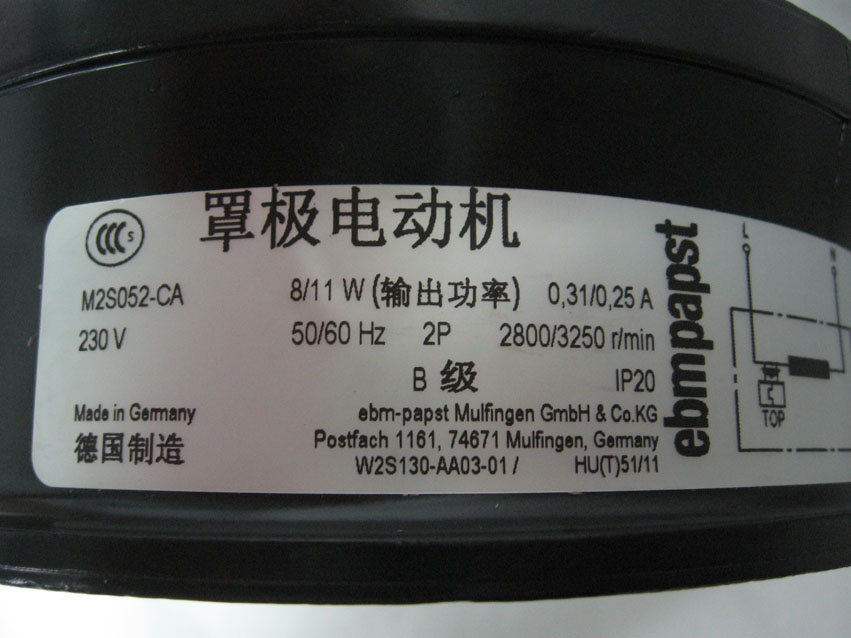 CCC S
罩极电动机
M2S052-CA 8/11 W (输出功率) 0,31/0,25 A
230 V 50/60 Hz 2P 2800/3250 r/min
B 级 IP20
Made in Germany ebm-papst Mulfingen GmbH & Co.KG
德国制造 Postfach 1161, 74671 Mulfingen, Germany
W2S130-AA03-01 / HU(T)51/11
ebmpapst
L N
TOP